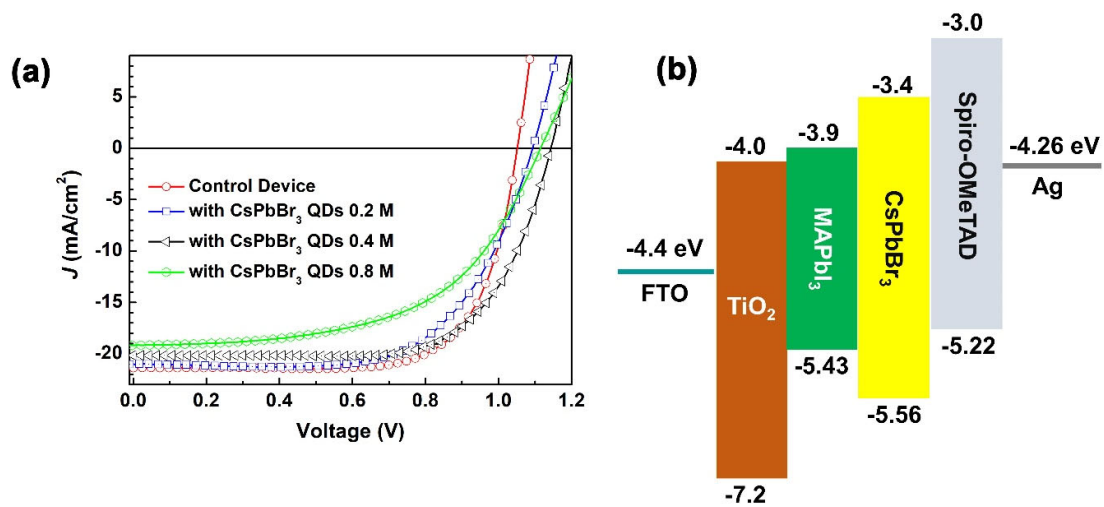 (a)
5
0
-5
-10
-15
-20
J (mA/cm²)
Control Device
with CsPbBr₃ QDs 0.2 M
with CsPbBr₃ QDs 0.4 M
with CsPbBr₃ QDs 0.8 M
0.0 0.2 0.4 0.6 0.8 1.0 1.2
Voltage (V)
(b)
-4.4 eV
FTO
-4.0
TiO₂
-7.2
-3.9
MAPbI₃
-5.43
-3.4
CsPbBr₃
-5.56
-3.0
Spiro-OMeTAD
-5.22
-4.26 eV
Ag